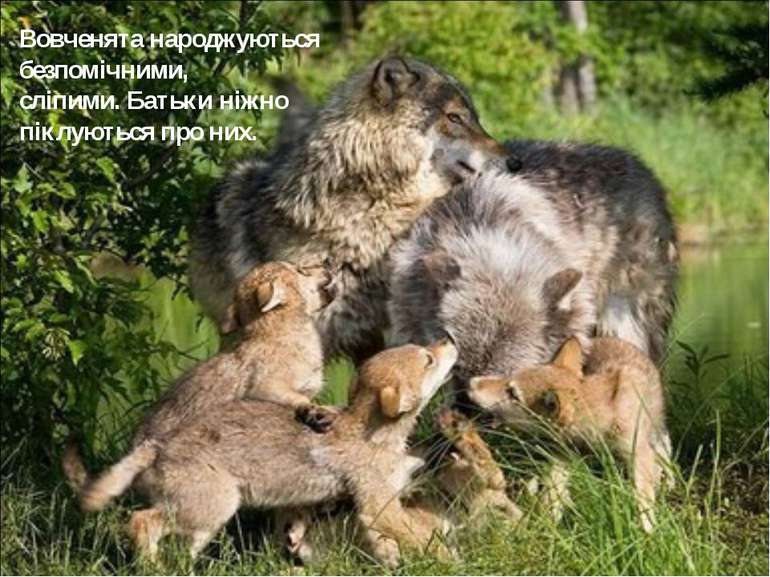 Вовченята народжуються
безпомічними,
сліпими. Батьки ніжно
піклуються про них.